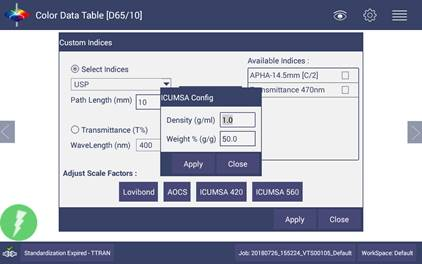 Color Data Table [D65/10]
Custom Indices
Select Indices
USP
Path Length (mm) 10
Transmittance (T%)
WaveLength (nm) 400
Available Indices :
APHA-14.5mm [C/2]
nsmittance 470nm
ICUMSA Config
Density (g/ml) 1.0
Weight % (g/g) 50.0
Apply Close
Adjust Scale Factors :
Lovibond AOCS ICUMSA 420 ICUMSA 560
Apply Close
Standardization Expired - TTRAN Job: 20180726_155224_VTS00105_Default WorkSpace: Default